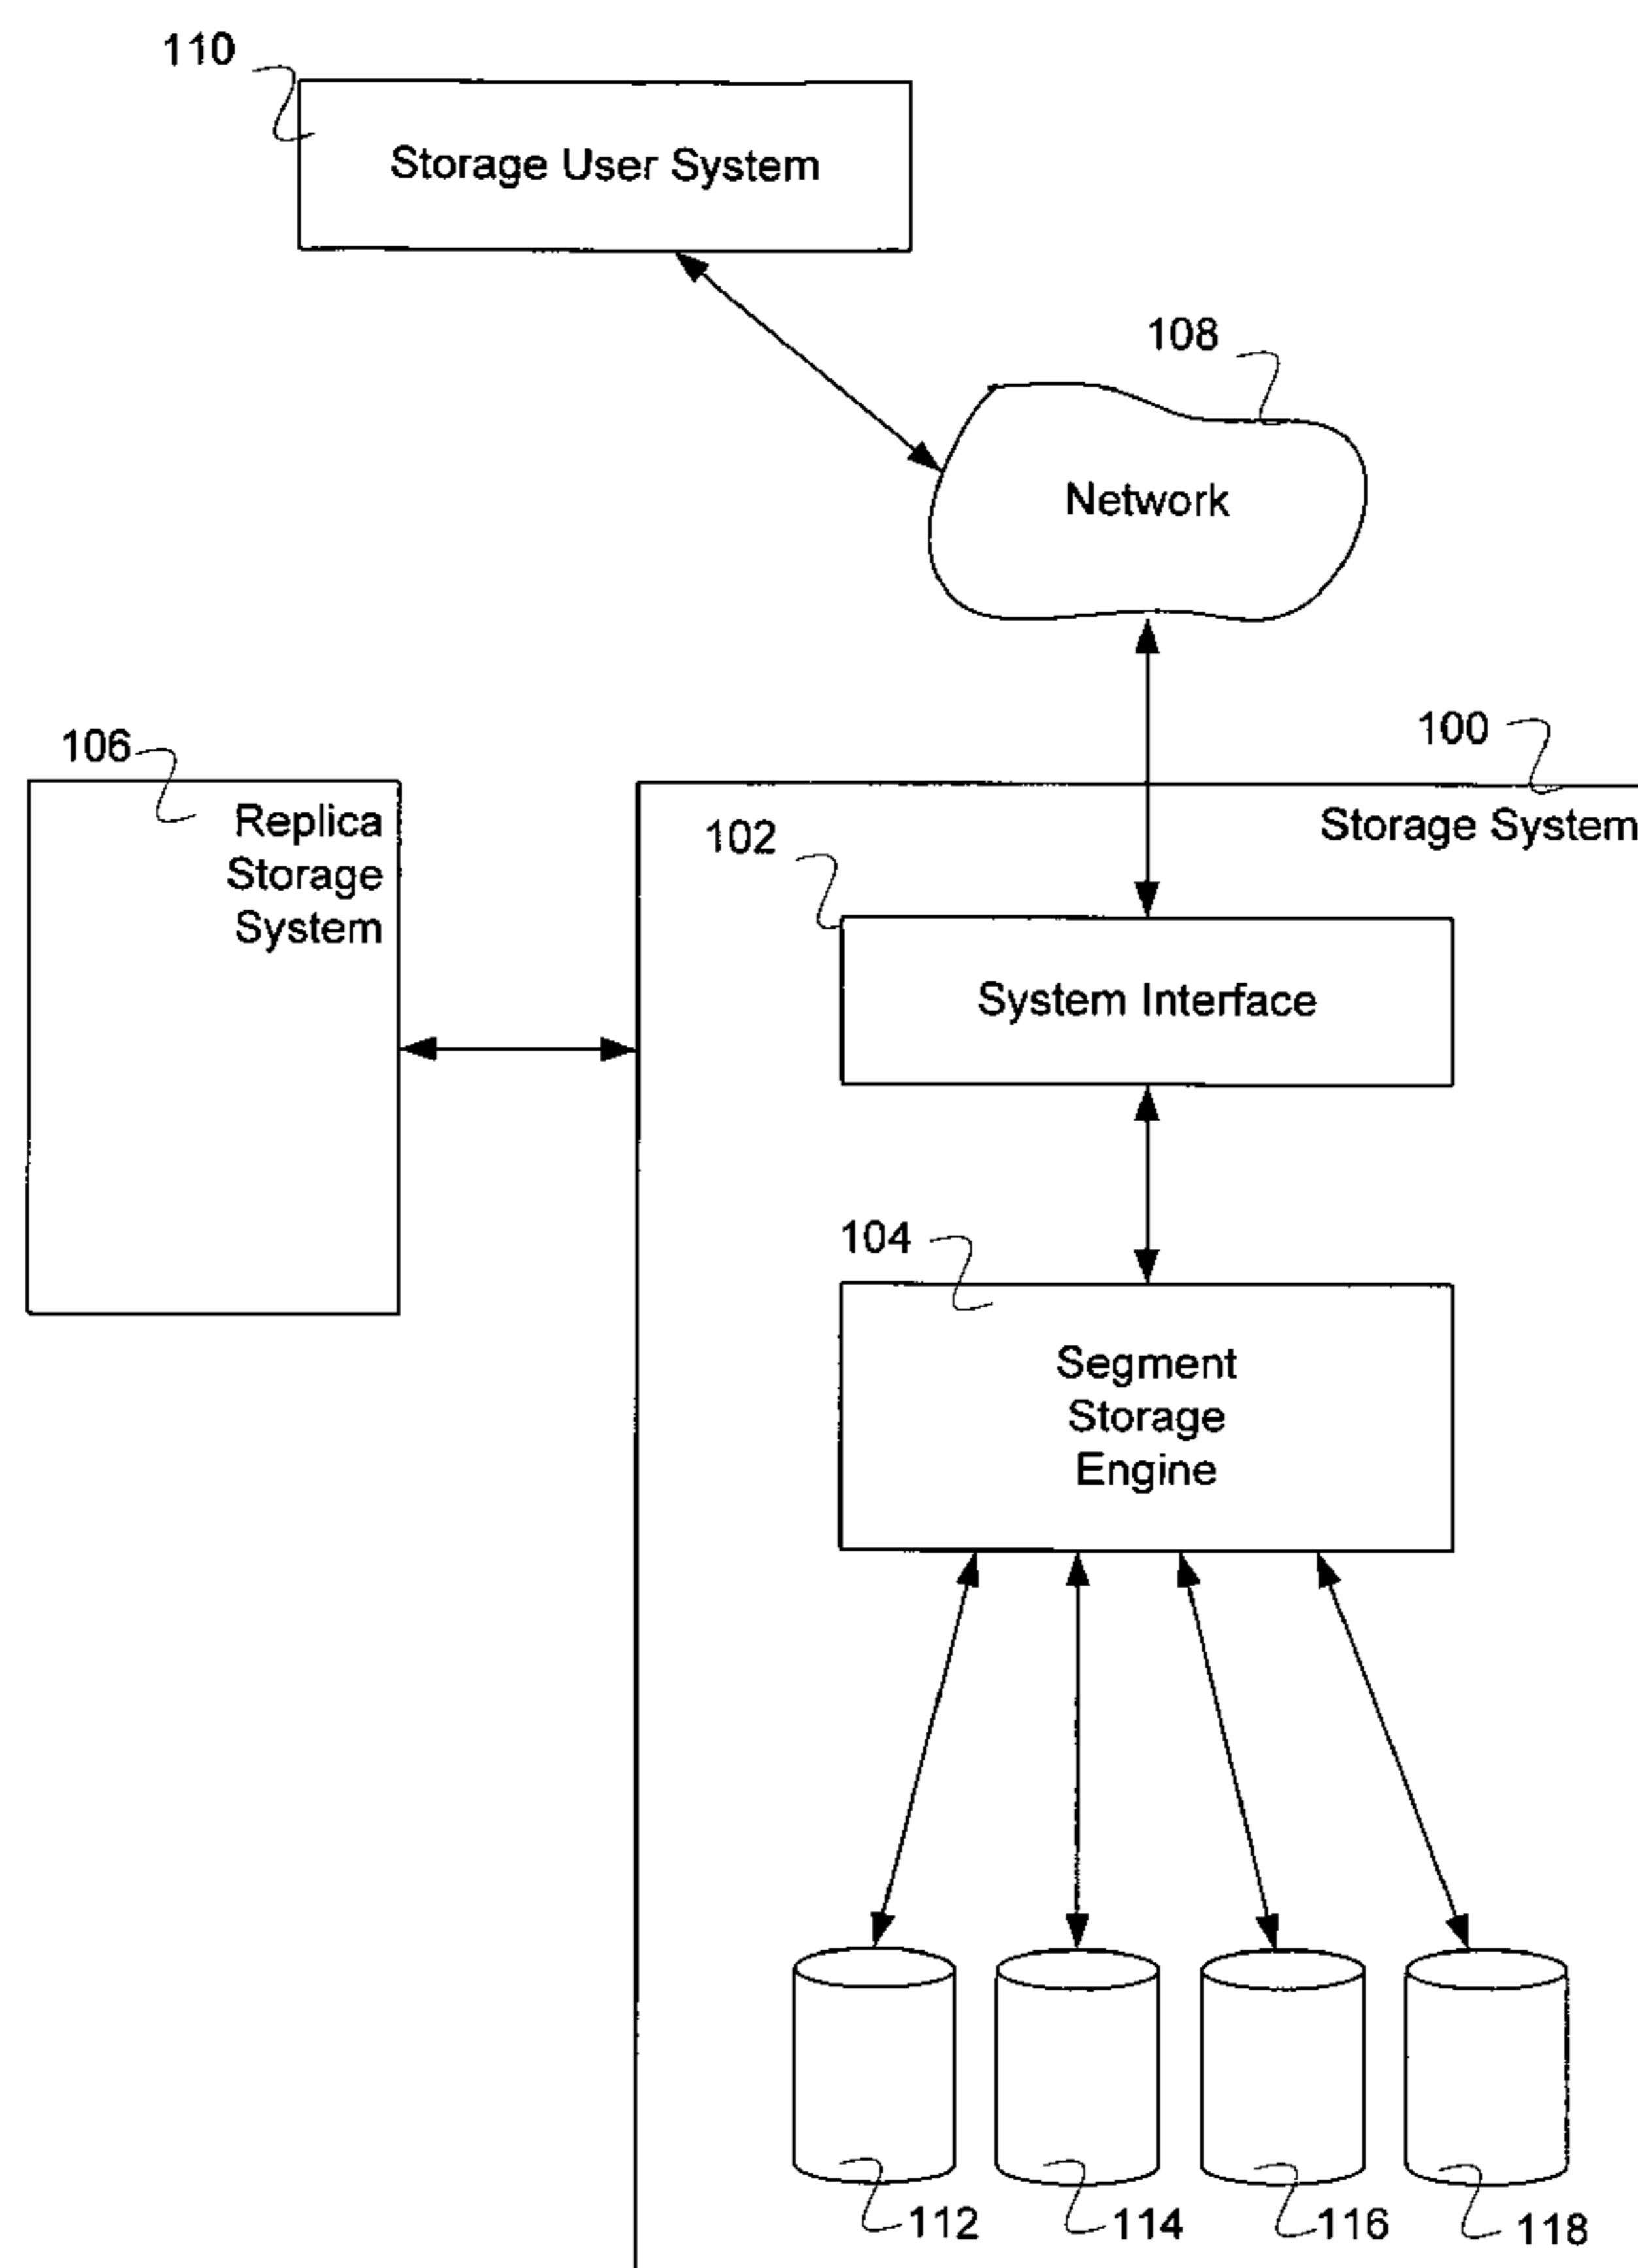 110
Storage User System
108
Network
106
Replica
Storage
System
100
Storage System
102
System Interface
104
Segment
Storage
Engine
112
114
116
118